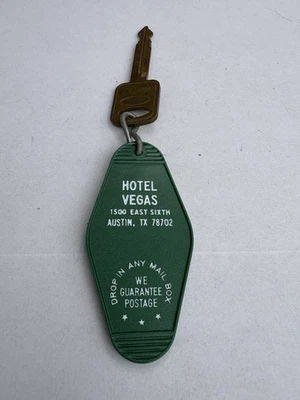 HOTEL
VEGAS
1500 EAST SIXTH
AUSTIN, TX 78702
DROP IN ANY MAIL BOX
WE
GUARANTEE
POSTAGE